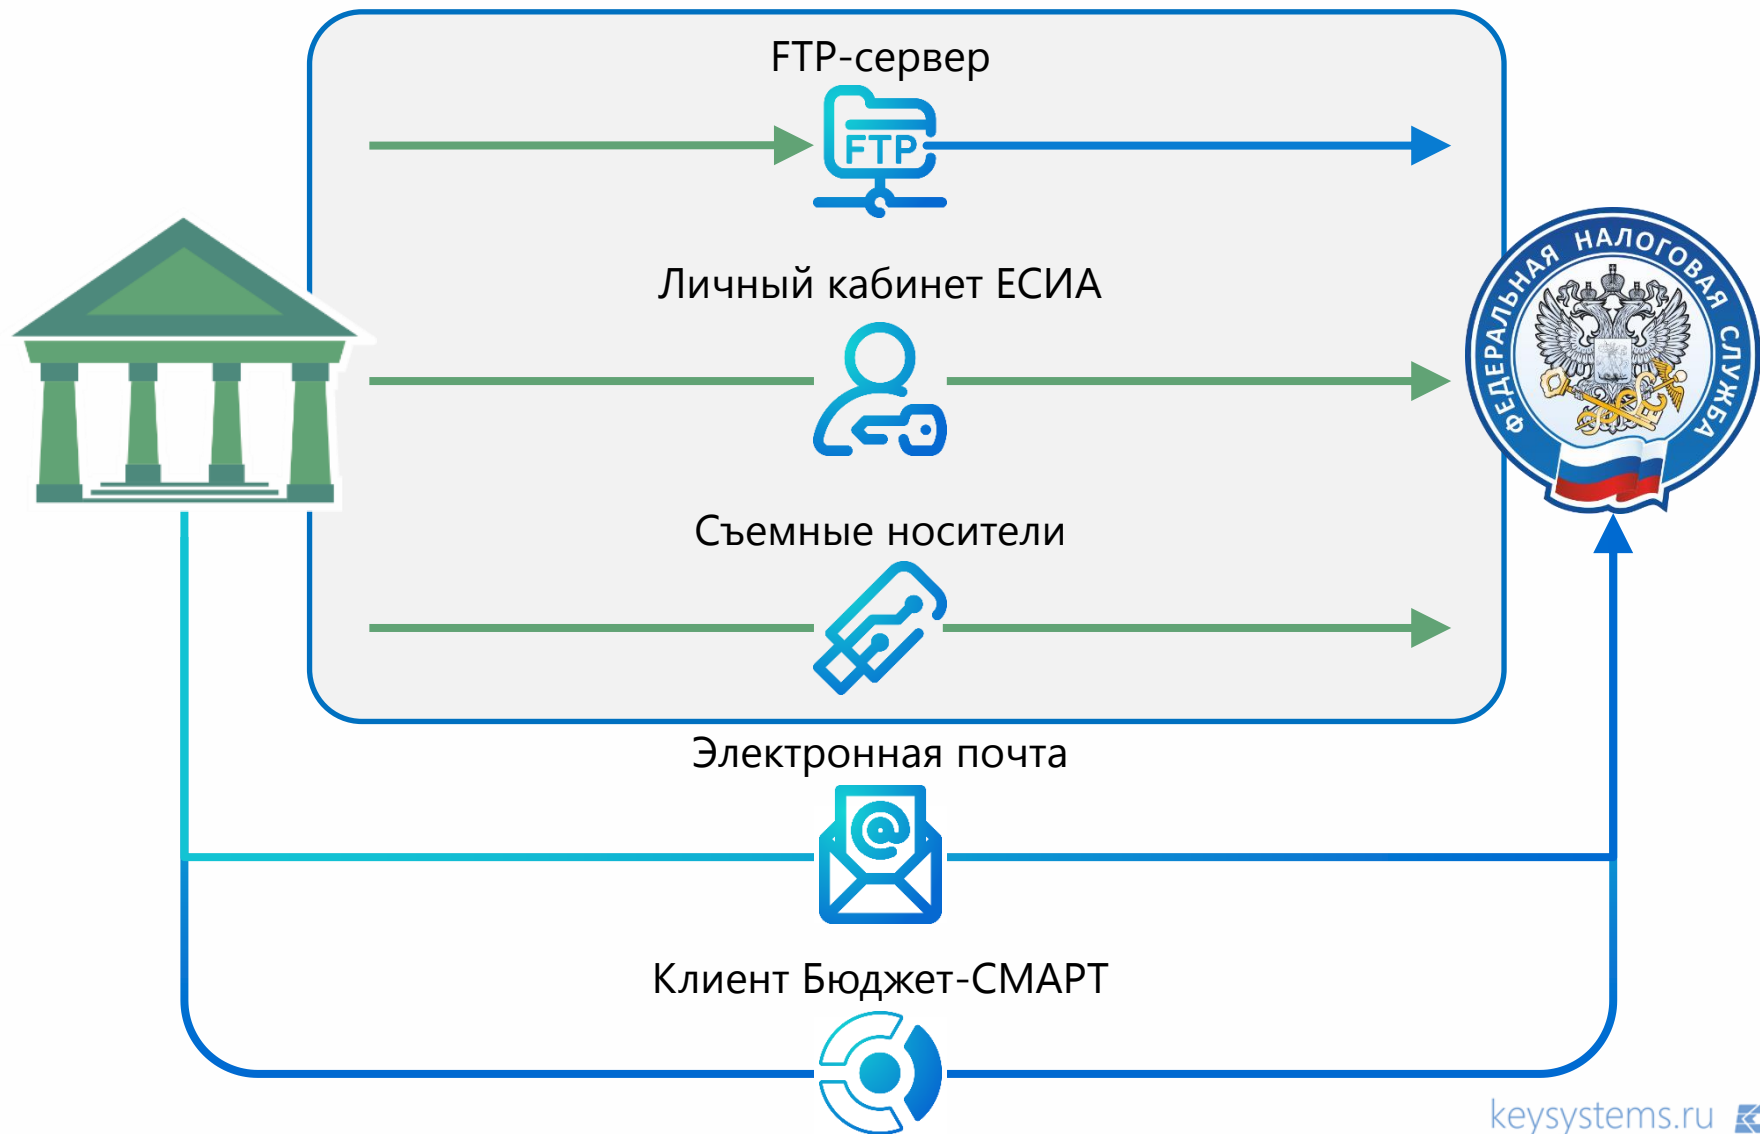 FTP-сервер
FTP
Личный кабинет ЕСИА
ФЕДЕРАЛЬНАЯ НАЛОГОВАЯ СЛУЖБА
Съемные носители
Электронная почта
@
Клиент Бюджет-СМАРТ
keysystems.ru